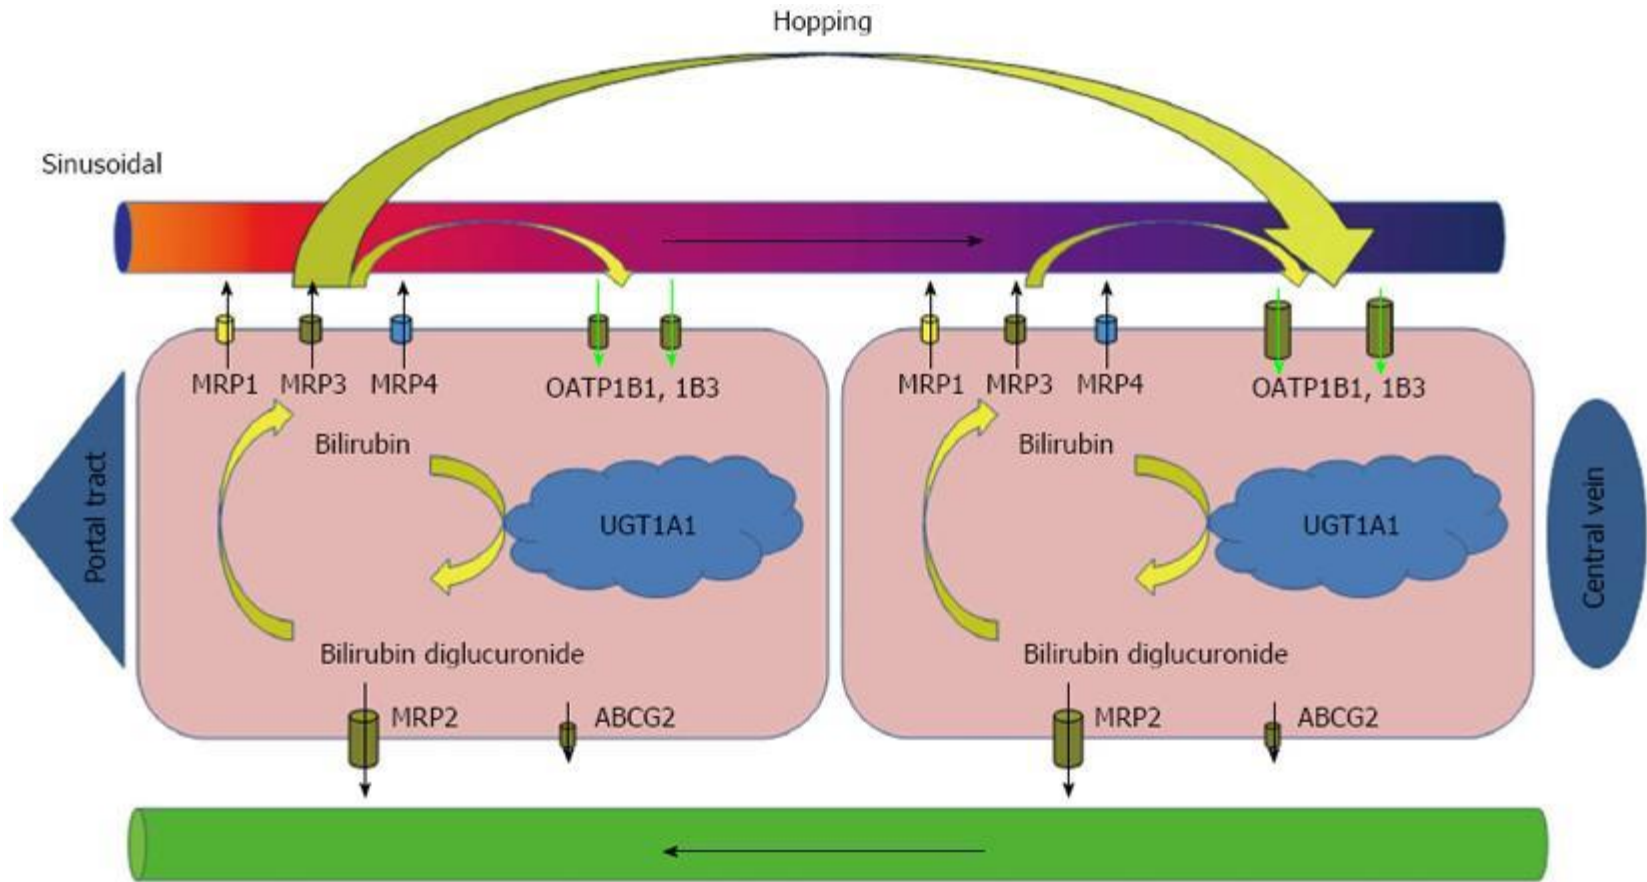 Hopping
Sinusoidal
MRP1 MRP3 MRP4 OATP1B1, 1B3
MRP1 MRP3 MRP4 OATP1B1, 1B3
Portal tract
Bilirubin
UGT1A1
Bilirubin diglucuronide
MRP2 ABCG2
Bilirubin
UGT1A1
Bilirubin diglucuronide
MRP2 ABCG2
Central vein